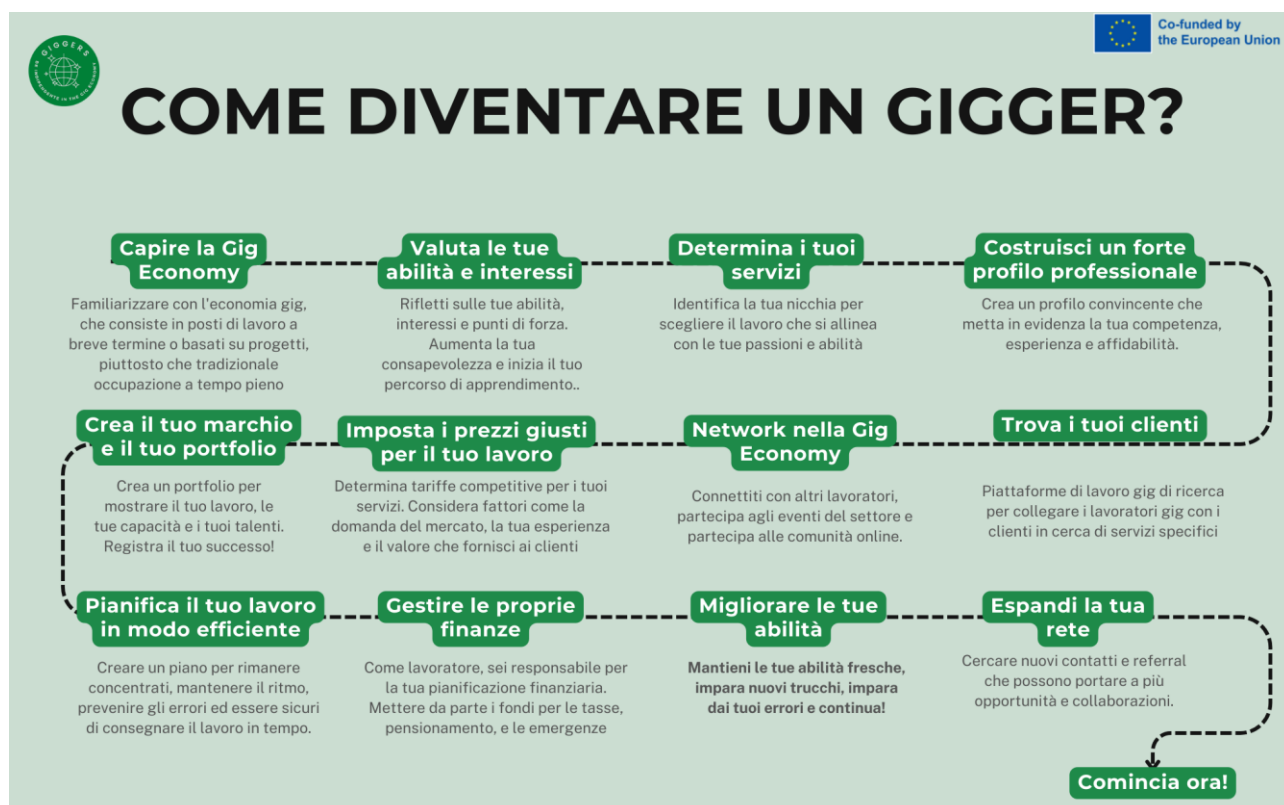 GIGGERS
BE INDEPENDENTS IN THE GIG ECONOMY
Co-funded by
the European Union
COME DIVENTARE UN GIGGER?
Capire la Gig
Economy
Familiarizzare con l'economia gig,
che consiste in posti di lavoro a
breve termine o basati su progetti,
piuttosto che tradizionale
occupazione a tempo pieno
Valuta le tue
abilità e interessi
Rifletti sulle tue abilità,
interessi e punti di forza.
Aumenta la tua
consapevolezza e inizia il tuo
percorso di apprendimento..
Determina i tuoi
servizi
Identifica la tua nicchia per
scegliere il lavoro che si allinea
con le tue passioni e abilità
Costruisci un forte
profilo professionale
Crea un profilo convincente che
metta in evidenza la tua competenza,
esperienza e affidabilità.
Trova i tuoi clienti
Piattaforme di lavoro gig di ricerca
per collegare i lavoratori gig con i
clienti in cerca di servizi specifici
Network nella Gig
Economy
Connettiti con altri lavoratori,
partecipa agli eventi del settore e
partecipa alle comunità online.
Imposta i prezzi giusti
per il tuo lavoro
Determina tariffe competitive per i tuoi
servizi. Considera fattori come la
domanda del mercato, la tua esperienza
e il valore che fornisci ai clienti
Crea il tuo marchio
e il tuo portfolio
Crea un portfolio per
mostrare il tuo lavoro, le
tue capacità e i tuoi talenti.
Registra il tuo successo!
Pianifica il tuo lavoro
in modo efficiente
Creare un piano per rimanere
concentrati, mantenere il ritmo,
prevenire gli errori ed essere sicuri
di consegnare il lavoro in tempo.
Gestire le proprie
finanze
Come lavoratore, sei responsabile per
la tua pianificazione finanziaria.
Mettere da parte i fondi per le tasse,
pensionamento, e le emergenze
Migliorare le tue
abilità
Mantieni le tue abilità fresche,
impara nuovi trucchi, impara
dai tuoi errori e continua!
Espandi la tua
rete
Cercare nuovi contatti e referral
che possono portare a più
opportunità e collaborazioni.
Comincia ora!